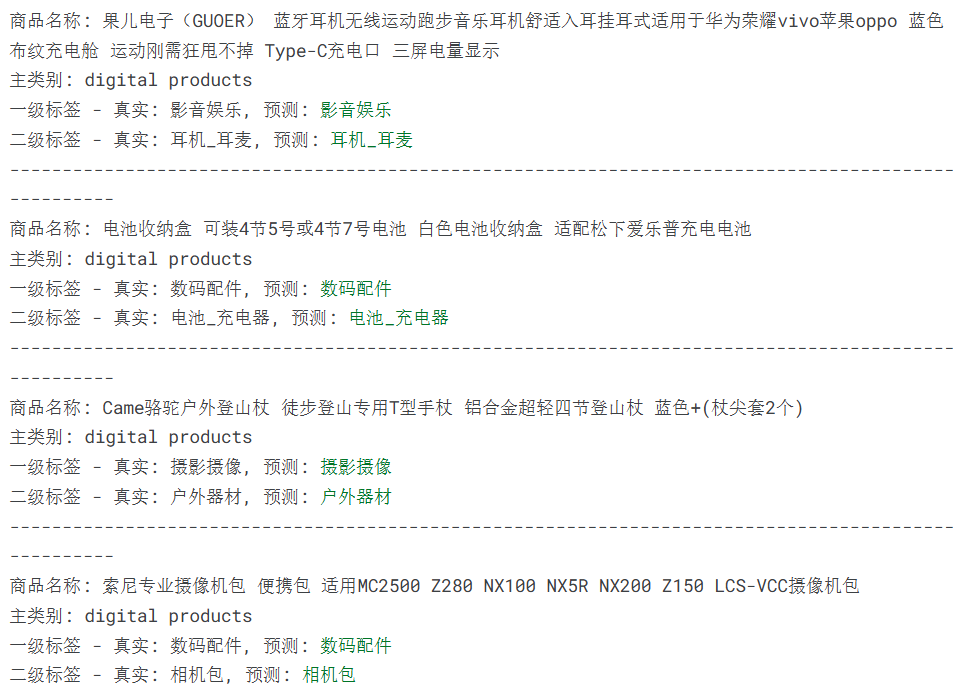 商品名称: 果儿电子（GUOER） 蓝牙耳机无线运动跑步音乐耳机舒适入耳挂耳式适用于华为荣耀vivo苹果oppo 蓝色
布纹充电舱 运动刚需狂甩不掉 Type-C充电口 三屏电量显示
主类别: digital products
一级标签 - 真实: 影音娱乐, 预测: 影音娱乐
二级标签 - 真实: 耳机_耳麦, 预测: 耳机_耳麦
------------------------------------------------------------------------------------------
----------
商品名称: 电池收纳盒 可装4节5号或4节7号电池 白色电池收纳盒 适配松下爱乐普充电电池
主类别: digital products
一级标签 - 真实: 数码配件, 预测: 数码配件
二级标签 - 真实: 电池_充电器, 预测: 电池_充电器
------------------------------------------------------------------------------------------
----------
商品名称: Came骆驼户外登山杖 徒步登山专用T型手杖 铝合金超轻四节登山杖 蓝色+(杖尖套2个)
主类别: digital products
一级标签 - 真实: 摄影摄像, 预测: 摄影摄像
二级标签 - 真实: 户外器材, 预测: 户外器材
------------------------------------------------------------------------------------------
----------
商品名称: 索尼专业摄像机包 便携包 适用MC2500 Z280 NX100 NX5R NX200 Z150 LCS-VCC摄像机包
主类别: digital products
一级标签 - 真实: 数码配件, 预测: 数码配件
二级标签 - 真实: 相机包, 预测: 相机包